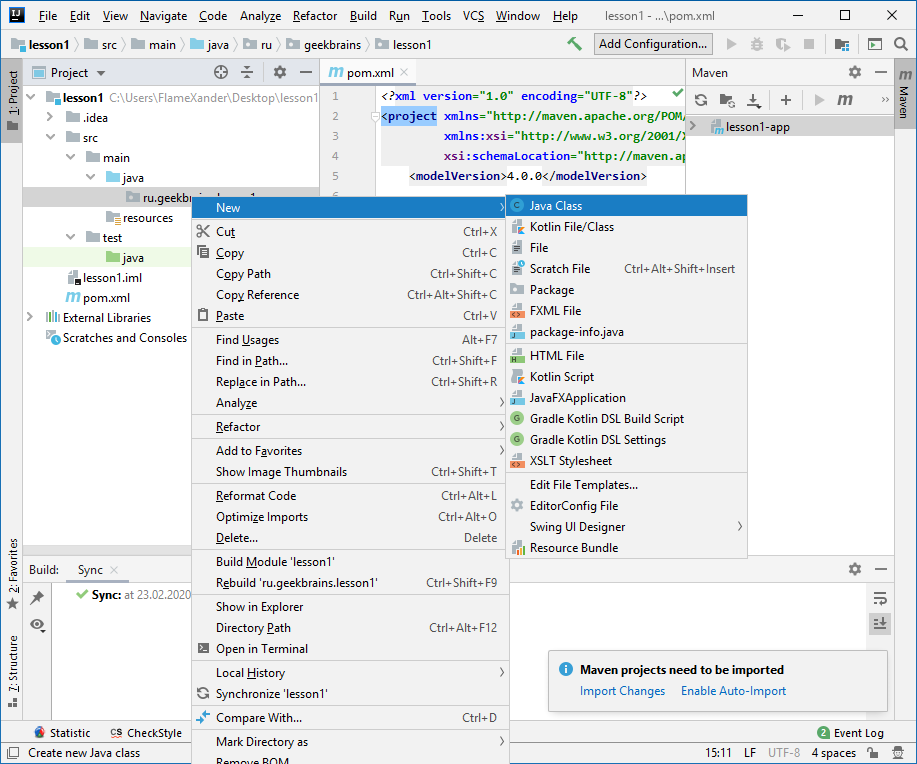 File Edit View Navigate Code Analyze Refactor Build Run Tools VCS Window Help lesson1 - ...\pom.xml
lesson1 src main java ru geekbrains lesson1 Add Configuration...
1: Project
Project
pom.xml
Maven
Maven
lesson1 C:\Users\FlameXander\Desktop\lesson1
.idea
src
main
java
ru.geekbrains.lesson1
resources
test
java
lesson1.iml
pom.xml
External Libraries
Scratches and Consoles
1 <?xml version="1.0" encoding="UTF-8"?>
2 <project xmlns="http://maven.apache.org/POM/
3 xmlns:xsi="http://www.w3.org/2001/X
4 xsi:schemaLocation="http://maven.ap
5 <modelVersion>4.0.0</modelVersion>
6
m
lesson1-app
New
Cut Ctrl+X
Copy Ctrl+C
Copy Path Ctrl+Shift+C
Copy Reference Ctrl+Alt+Shift+C
Paste Ctrl+V
Find Usages Alt+F7
Find in Path... Ctrl+Shift+F
Replace in Path... Ctrl+Shift+R
Analyze
Refactor
Add to Favorites
Show Image Thumbnails Ctrl+Shift+T
Reformat Code Ctrl+Alt+L
Optimize Imports Ctrl+Alt+O
Delete... Delete
Build Module 'lesson1'
Rebuild 'ru.geekbrains.lesson1' Ctrl+Shift+F9
Show in Explorer
Directory Path Ctrl+Alt+F12
Open in Terminal
Local History
Synchronize 'lesson1'
Compare With... Ctrl+D
Mark Directory as
Remove BOM
Java Class
Kotlin File/Class
File
Scratch File Ctrl+Alt+Shift+Insert
Package
FXML File
package-info.java
HTML File
Kotlin Script
JavaFXApplication
Gradle Kotlin DSL Build Script
Gradle Kotlin DSL Settings
XSLT Stylesheet
Edit File Templates...
EditorConfig File
Swing UI Designer
Resource Bundle
2: Favorites
7: Structure
Build: Sync
Sync: at 23.02.2020
Maven projects need to be imported
Import Changes Enable Auto-Import
Statistic CS CheckStyle 2 Event Log
Create new Java class 15:11 LF UTF-8 4 spaces